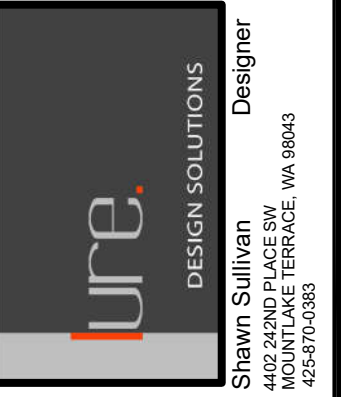 lure.
DESIGN SOLUTIONS
Shawn Sullivan Designer
4402 242ND PLACE SW
MOUNTLAKE TERRACE, WA 98043
425-870-0383